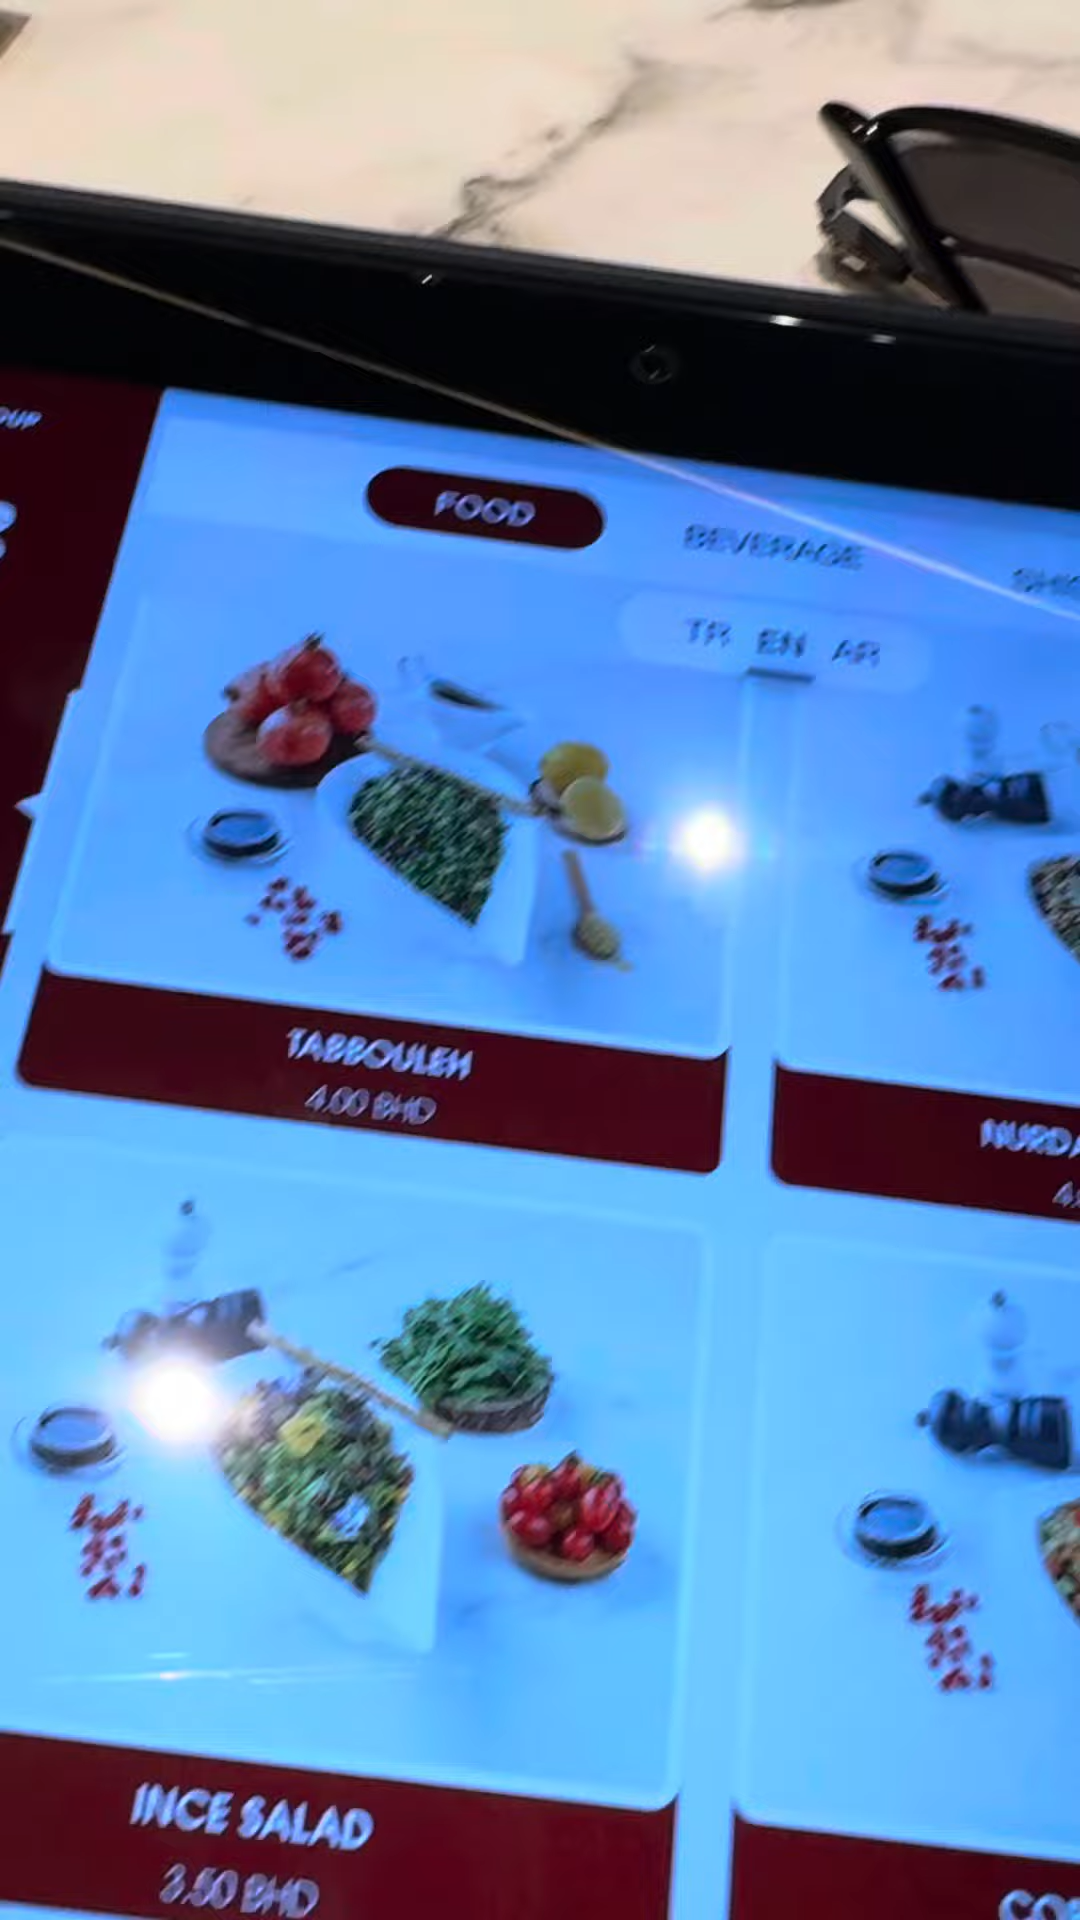 FOOD
BEVERAGE
TR EN AR
TABBOULEH
4.00 BHD
INCE SALAD
3.50 BHD